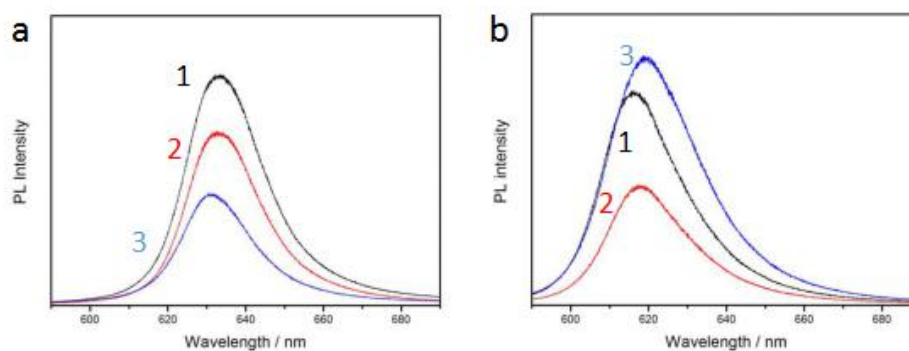 a
1
2
3
PL Intensity
600 620 640 660 680
Wavelength / nm
b
3
1
2
PL intensity
600 620 640 660 680
Wavelength / nm